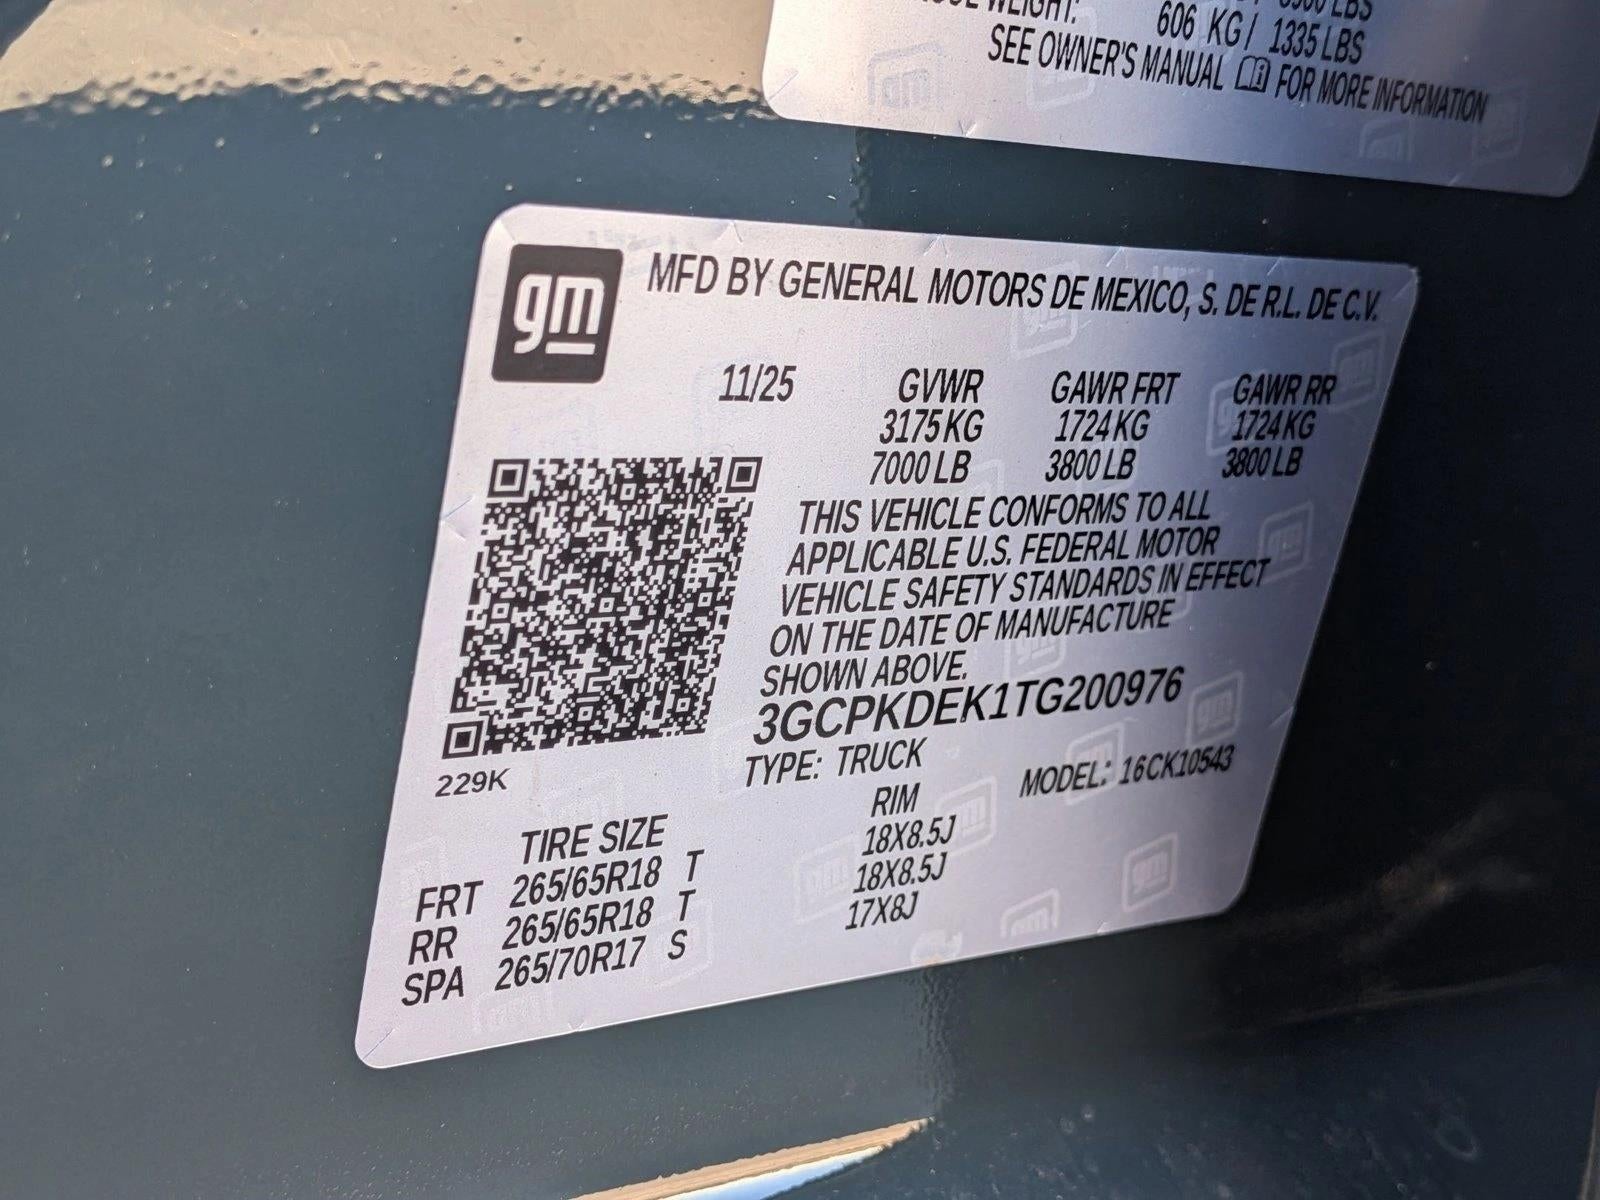 606 KG / 1335 LBS
SEE OWNER'S MANUAL FOR MORE INFORMATION
gm
MFD BY GENERAL MOTORS DE MEXICO, S. DE R.L. DE C.V.
11/25 GVWR GAWR FRT GAWR RR
3175 KG 1724 KG 1724 KG
7000 LB 3800 LB 3800 LB
THIS VEHICLE CONFORMS TO ALL
APPLICABLE U.S. FEDERAL MOTOR
VEHICLE SAFETY STANDARDS IN EFFECT
ON THE DATE OF MANUFACTURE
SHOWN ABOVE.
3GCPKDEK1TG200976
TYPE: TRUCK MODEL: 16CK10543
229K
TIRE SIZE RIM
FRT 265/65R18 T 18X8.5J
RR 265/65R18 T 18X8.5J
SPA 265/70R17 S 17X8J